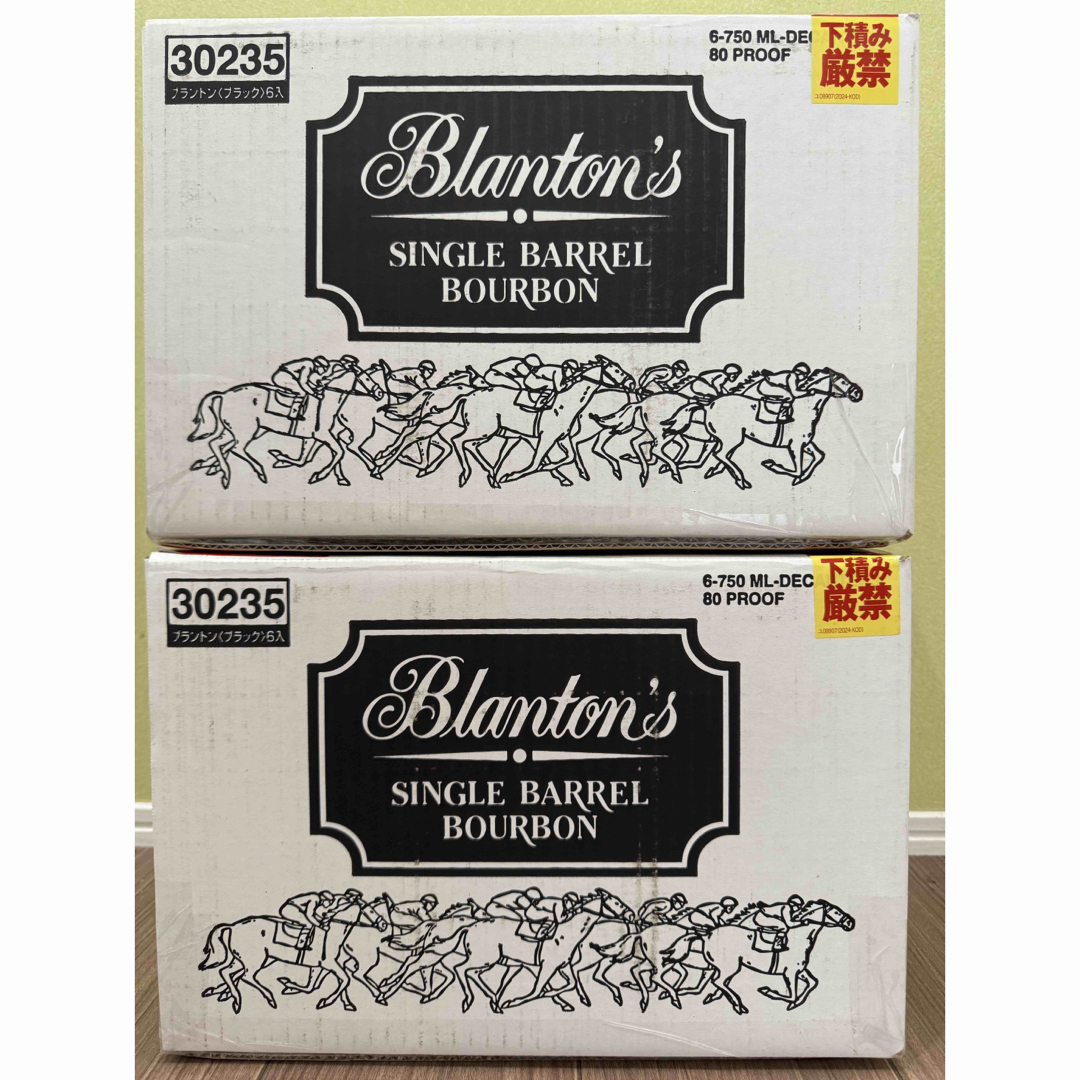 30235
ブラントン〈ブラック〉6入
6-750 ML-DEC
80 PROOF
下積み
厳禁
Blanton's
SINGLE BARREL
BOURBON
30235
ブラントン〈ブラック〉6入
6-750 ML-DEC
80 PROOF
下積み
厳禁
Blanton's
SINGLE BARREL
BOURBON